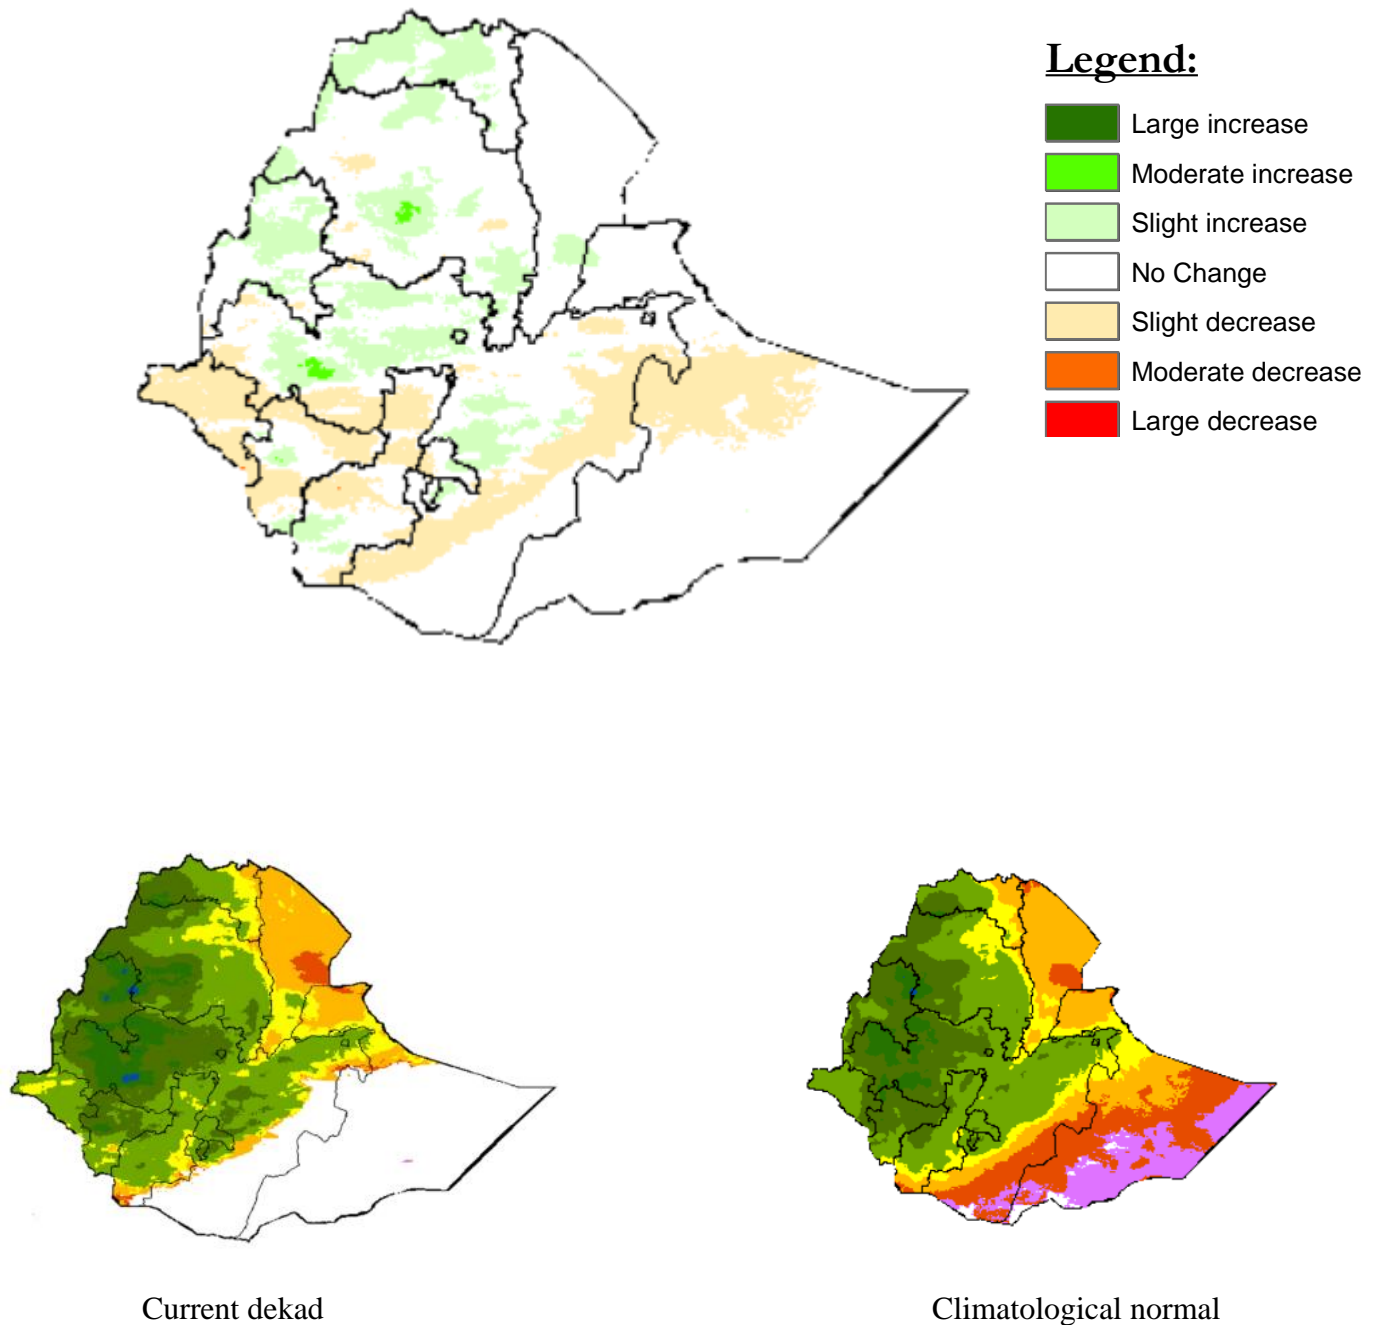 Legend:
Large increase
Moderate increase
Slight increase
No Change
Slight decrease
Moderate decrease
Large decrease
Current dekad
Climatological normal